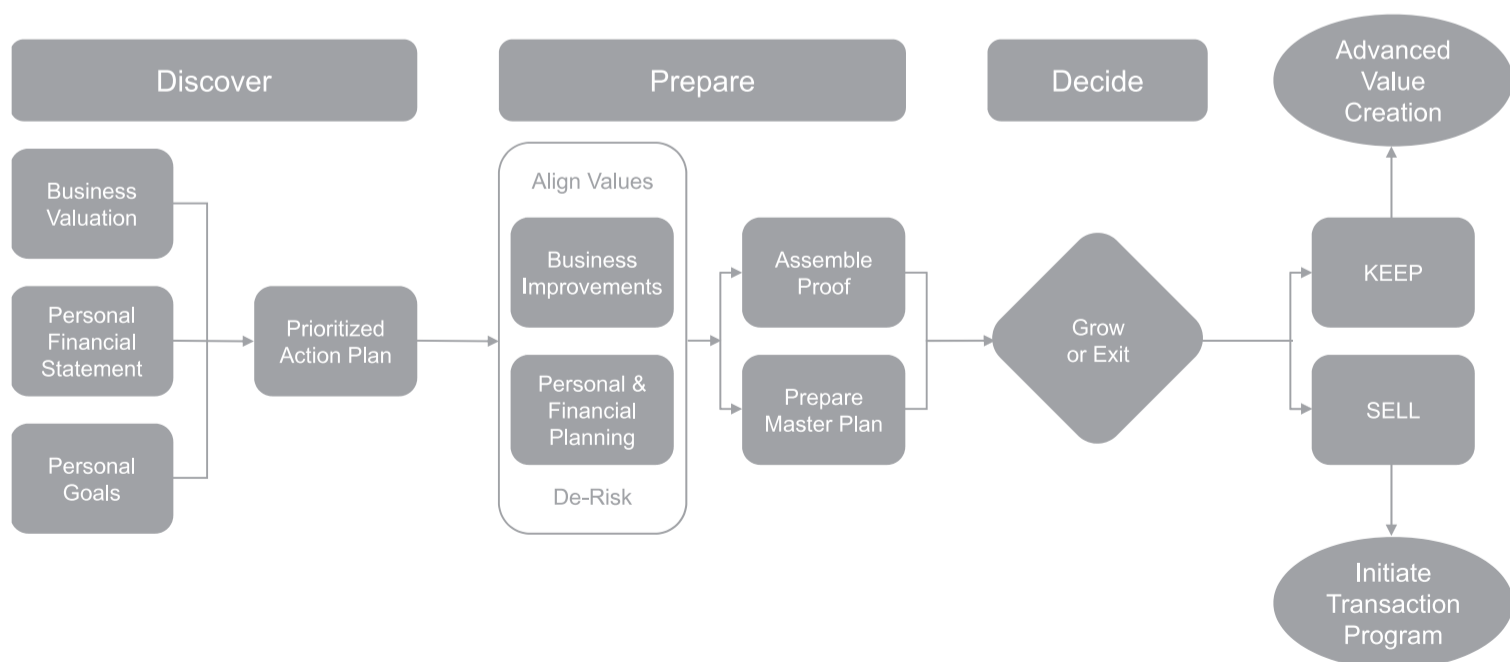 Discover
Prepare
Decide
Advanced
Value
Creation
Business
Valuation
Personal
Financial
Statement
Personal
Goals
Prioritized
Action Plan
Align Values
Business
Improvements
Personal &
Financial
Planning
De-Risk
Assemble
Proof
Prepare
Master Plan
Grow
or Exit
KEEP
SELL
Initiate
Transaction
Program